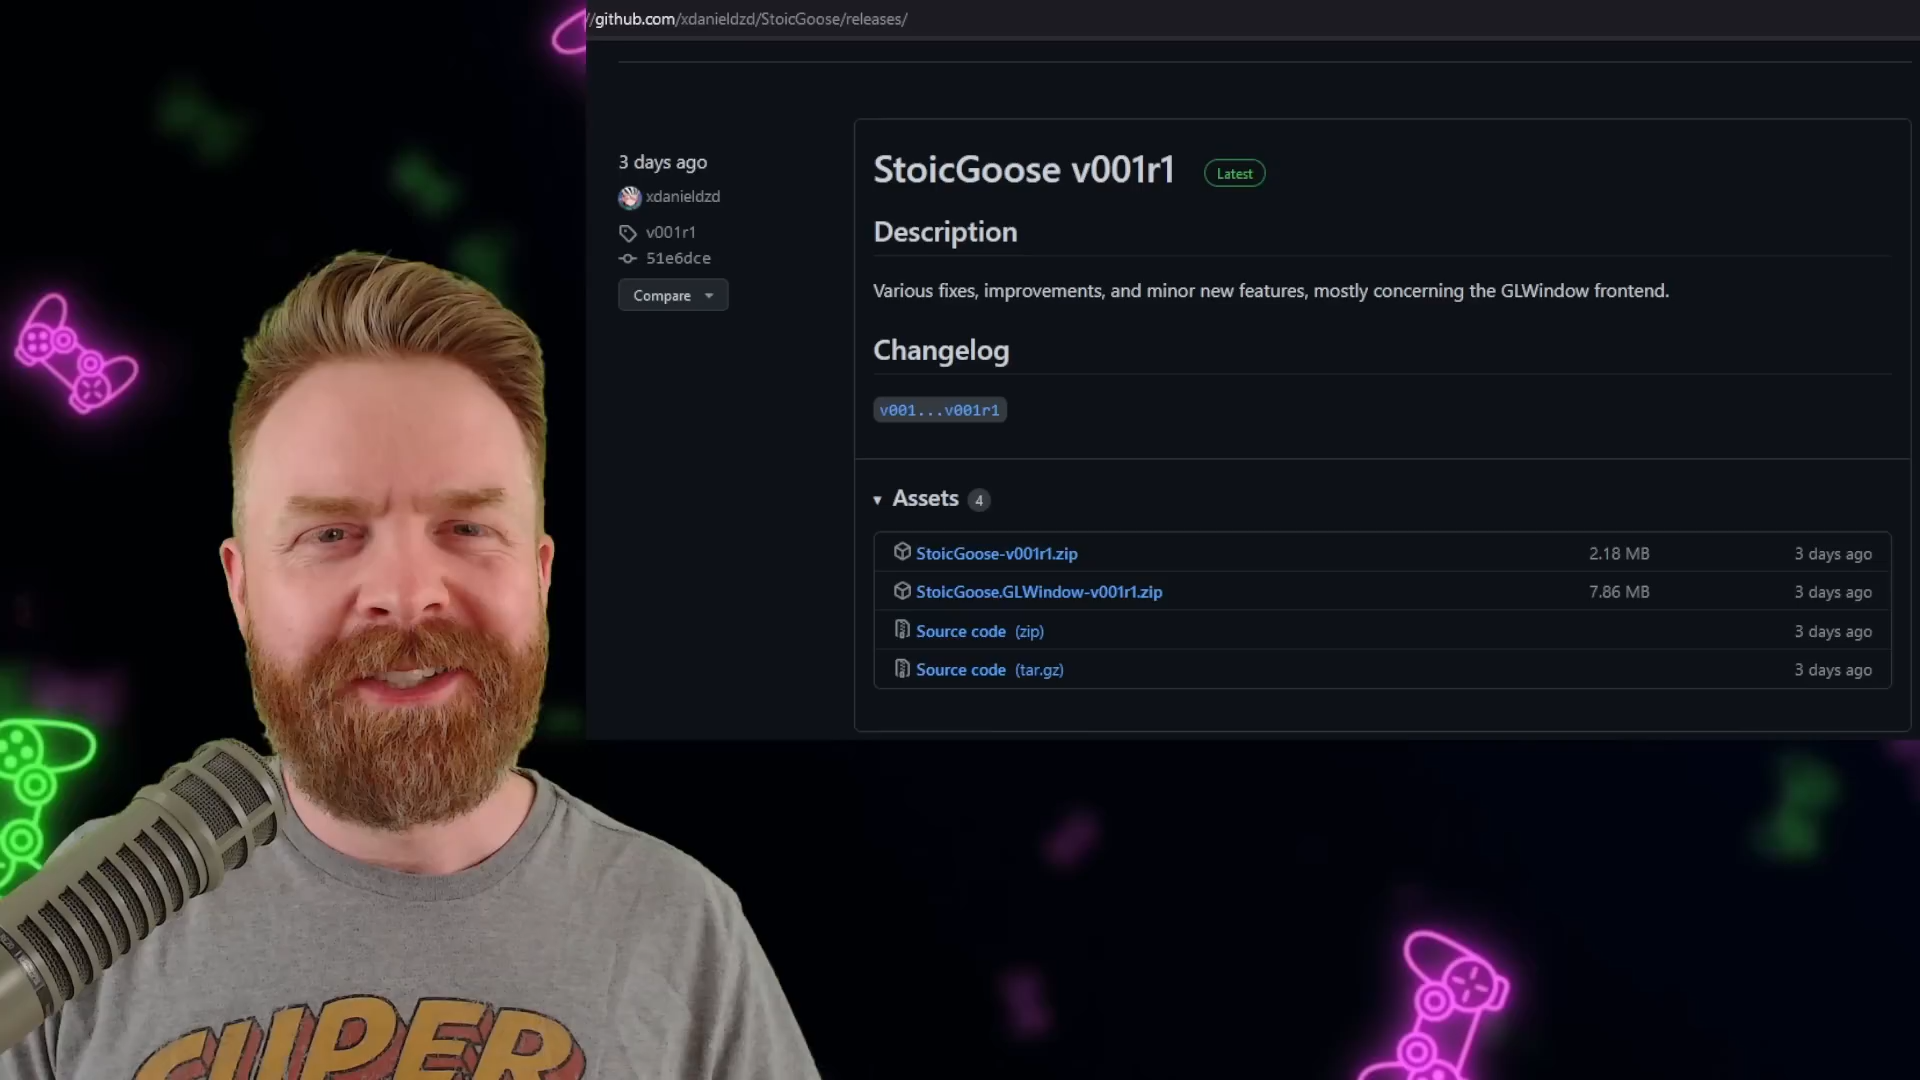 //github.com/xdanieldzd/StoicGoose/releases/
3 days ago
xdanieldzd
v001r1
51e6dce
Compare
StoicGoose v001r1
Latest
Description
Various fixes, improvements, and minor new features, mostly concerning the GLWindow frontend.
Changelog
v001...v001r1
Assets 4
StoicGoose-v001r1.zip 2.18 MB 3 days ago
StoicGoose.GLWindow-v001r1.zip 7.86 MB 3 days ago
Source code (zip) 3 days ago
Source code (tar.gz) 3 days ago
SUPER